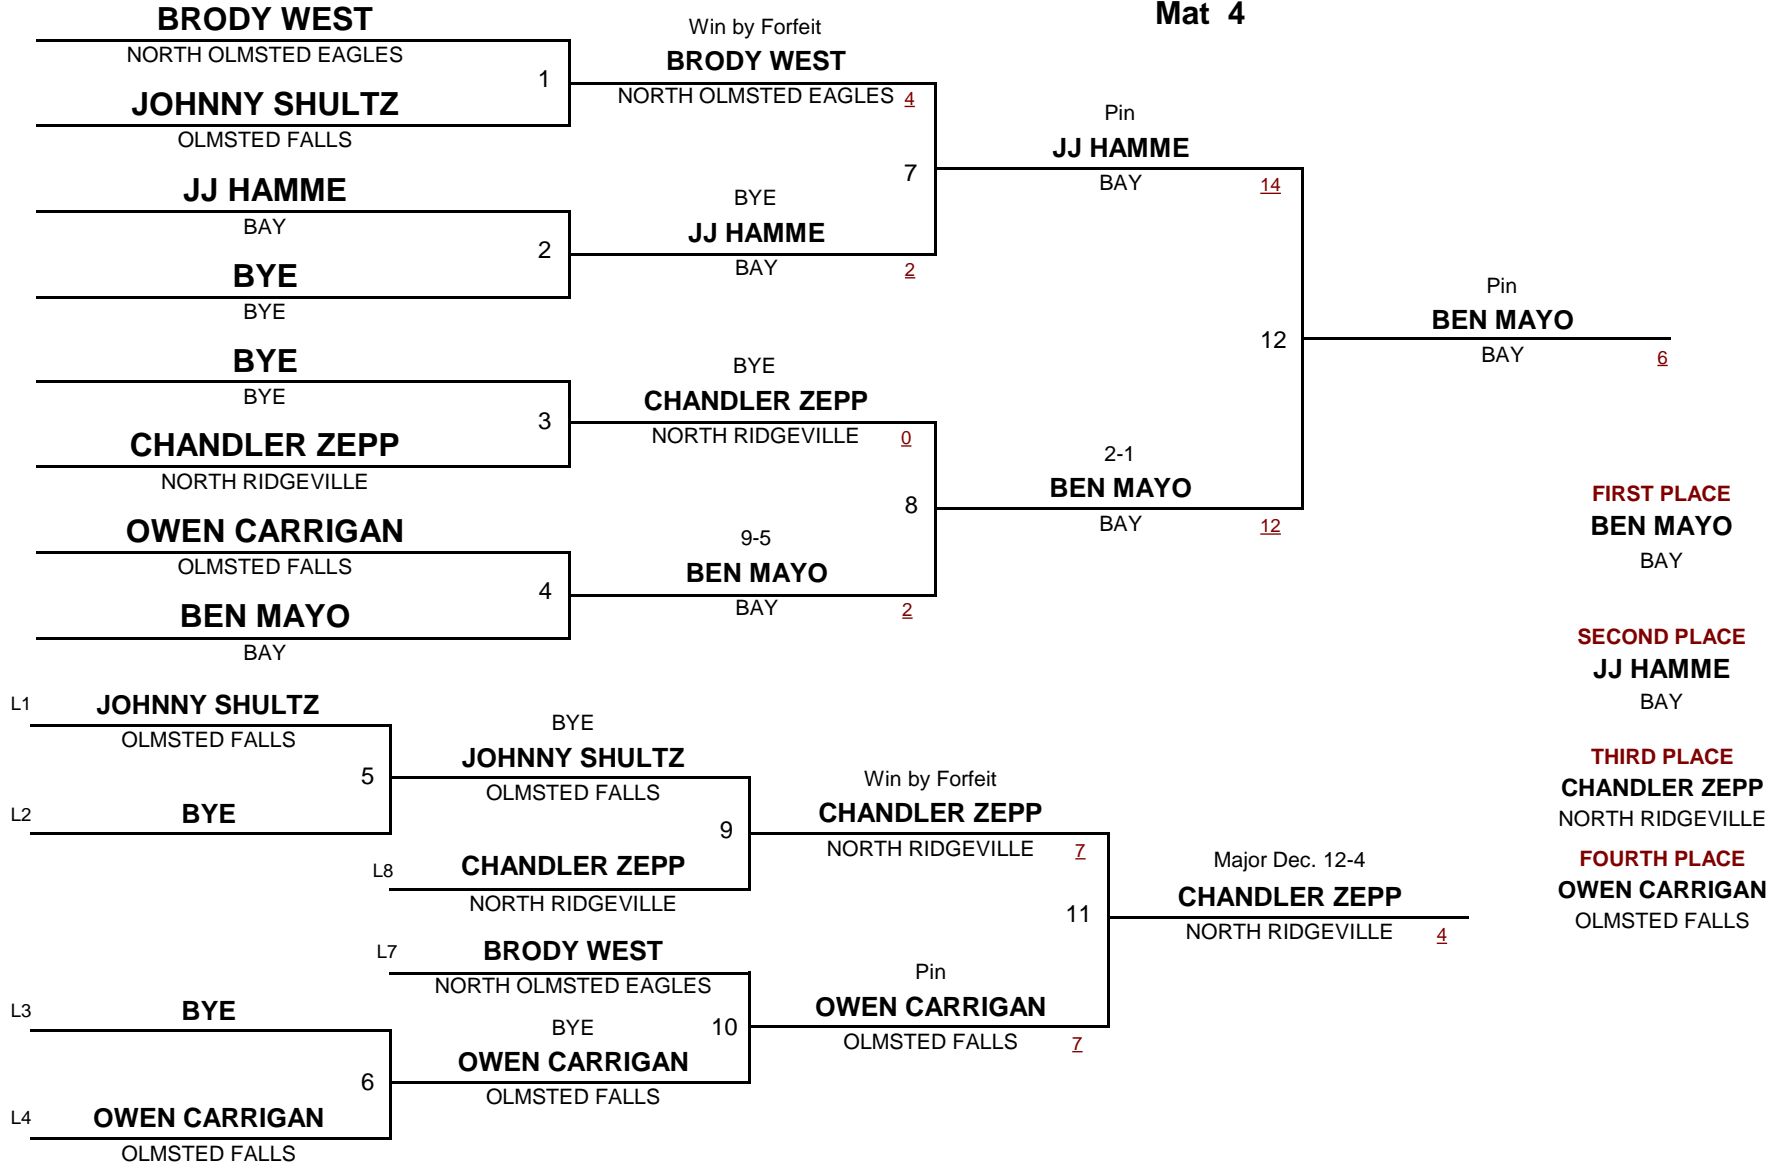 Mat 4
BRODY WEST
NORTH OLMSTED EAGLES
1
JOHNNY SHULTZ
OLMSTED FALLS
JJ HAMME
BAY
2
BYE
BYE
BYE
BYE
3
CHANDLER ZEPP
NORTH RIDGEVILLE
OWEN CARRIGAN
OLMSTED FALLS
4
BEN MAYO
BAY
Win by Forfeit
BRODY WEST
NORTH OLMSTED EAGLES 4
7
BYE
JJ HAMME
BAY 2
BYE
CHANDLER ZEPP
NORTH RIDGEVILLE 0
8
9-5
BEN MAYO
BAY 2
Pin
JJ HAMME
BAY 14
12
2-1
BEN MAYO
BAY 12
Pin
BEN MAYO
BAY 6
FIRST PLACE
BEN MAYO
BAY
SECOND PLACE
JJ HAMME
BAY
THIRD PLACE
CHANDLER ZEPP
NORTH RIDGEVILLE
FOURTH PLACE
OWEN CARRIGAN
OLMSTED FALLS
L1 JOHNNY SHULTZ
OLMSTED FALLS
5
L2 BYE
L3 BYE
6
L4 OWEN CARRIGAN
OLMSTED FALLS
BYE
JOHNNY SHULTZ
OLMSTED FALLS
9
L8 CHANDLER ZEPP
NORTH RIDGEVILLE
L7 BRODY WEST
NORTH OLMSTED EAGLES
10
BYE
OWEN CARRIGAN
OLMSTED FALLS
Win by Forfeit
CHANDLER ZEPP
NORTH RIDGEVILLE 7
11
Pin
OWEN CARRIGAN
OLMSTED FALLS 7
Major Dec. 12-4
CHANDLER ZEPP
NORTH RIDGEVILLE 4